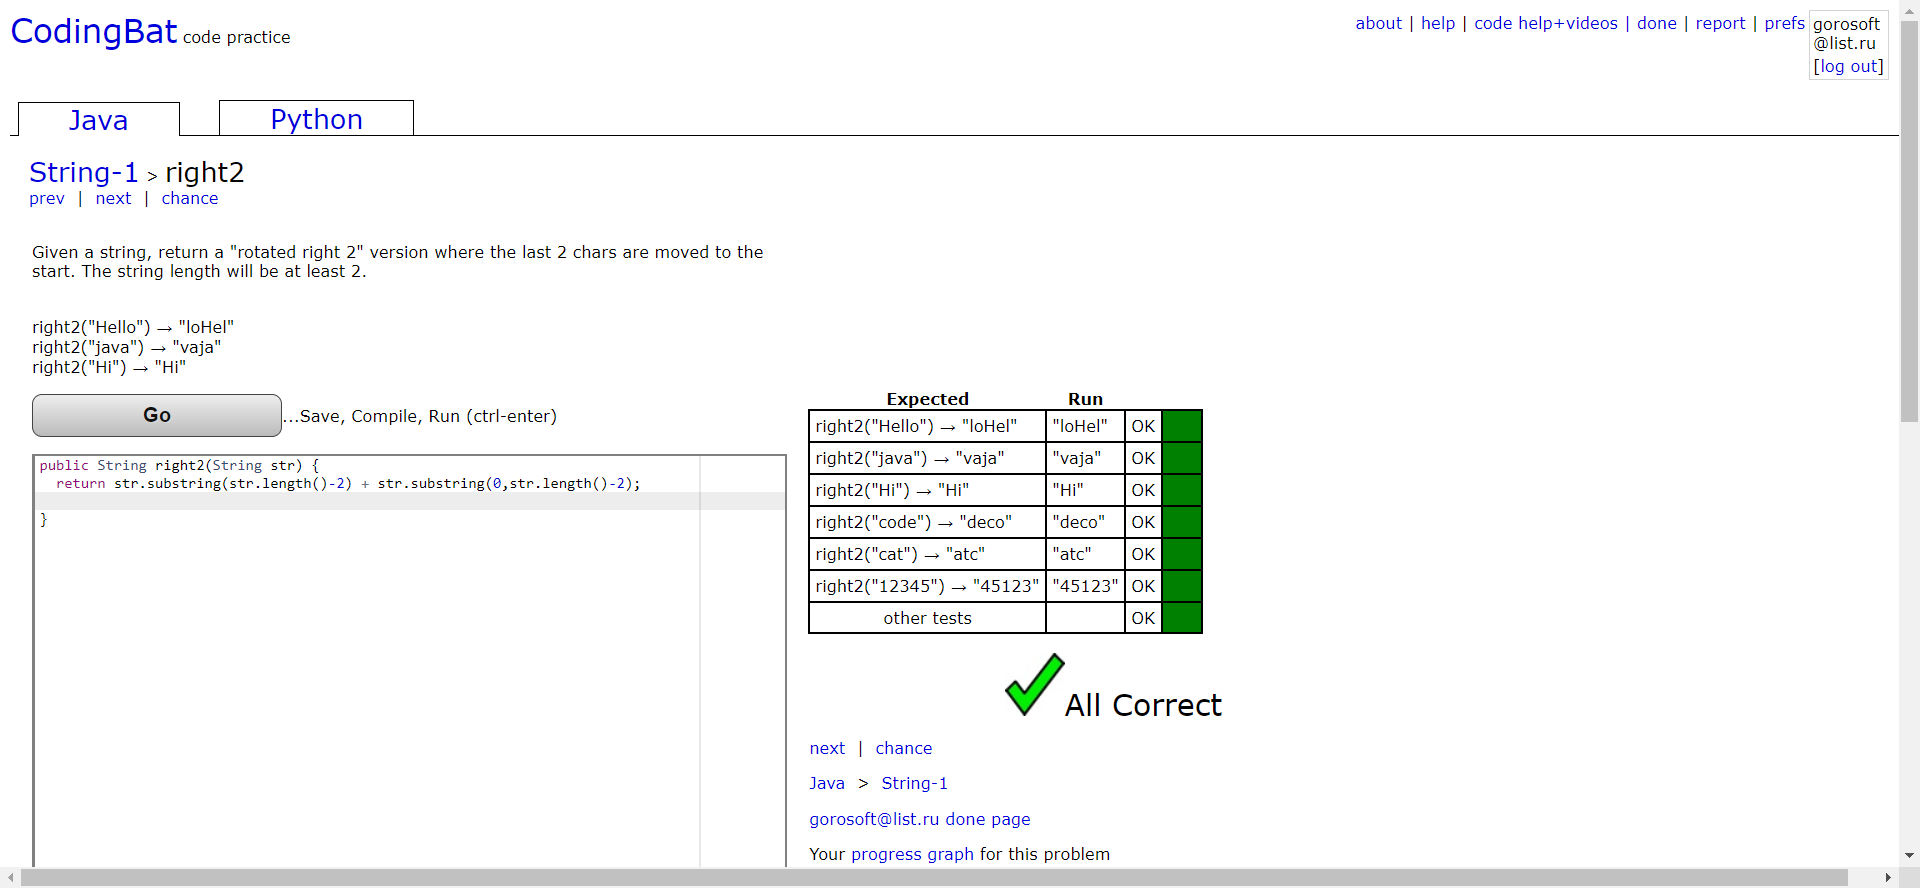 CodingBat code practice
about | help | code help+videos | done | report | prefs
gorosoft
@list.ru
[log out]
Java
Python
String-1 > right2
prev | next | chance
Given a string, return a "rotated right 2" version where the last 2 chars are moved to the
start. The string length will be at least 2.
right2("Hello") → "loHel"
right2("java") → "vaja"
right2("Hi") → "Hi"
Go ...Save, Compile, Run (ctrl-enter)
public String right2(String str) {
  return str.substring(str.length()-2) + str.substring(0,str.length()-2);
}
Expected Run
right2("Hello") → "loHel" "loHel" OK
right2("java") → "vaja" "vaja" OK
right2("Hi") → "Hi" "Hi" OK
right2("code") → "deco" "deco" OK
right2("cat") → "atc" "atc" OK
right2("12345") → "45123" "45123" OK
other tests OK
All Correct
next | chance
Java > String-1
gorosoft@list.ru done page
Your progress graph for this problem